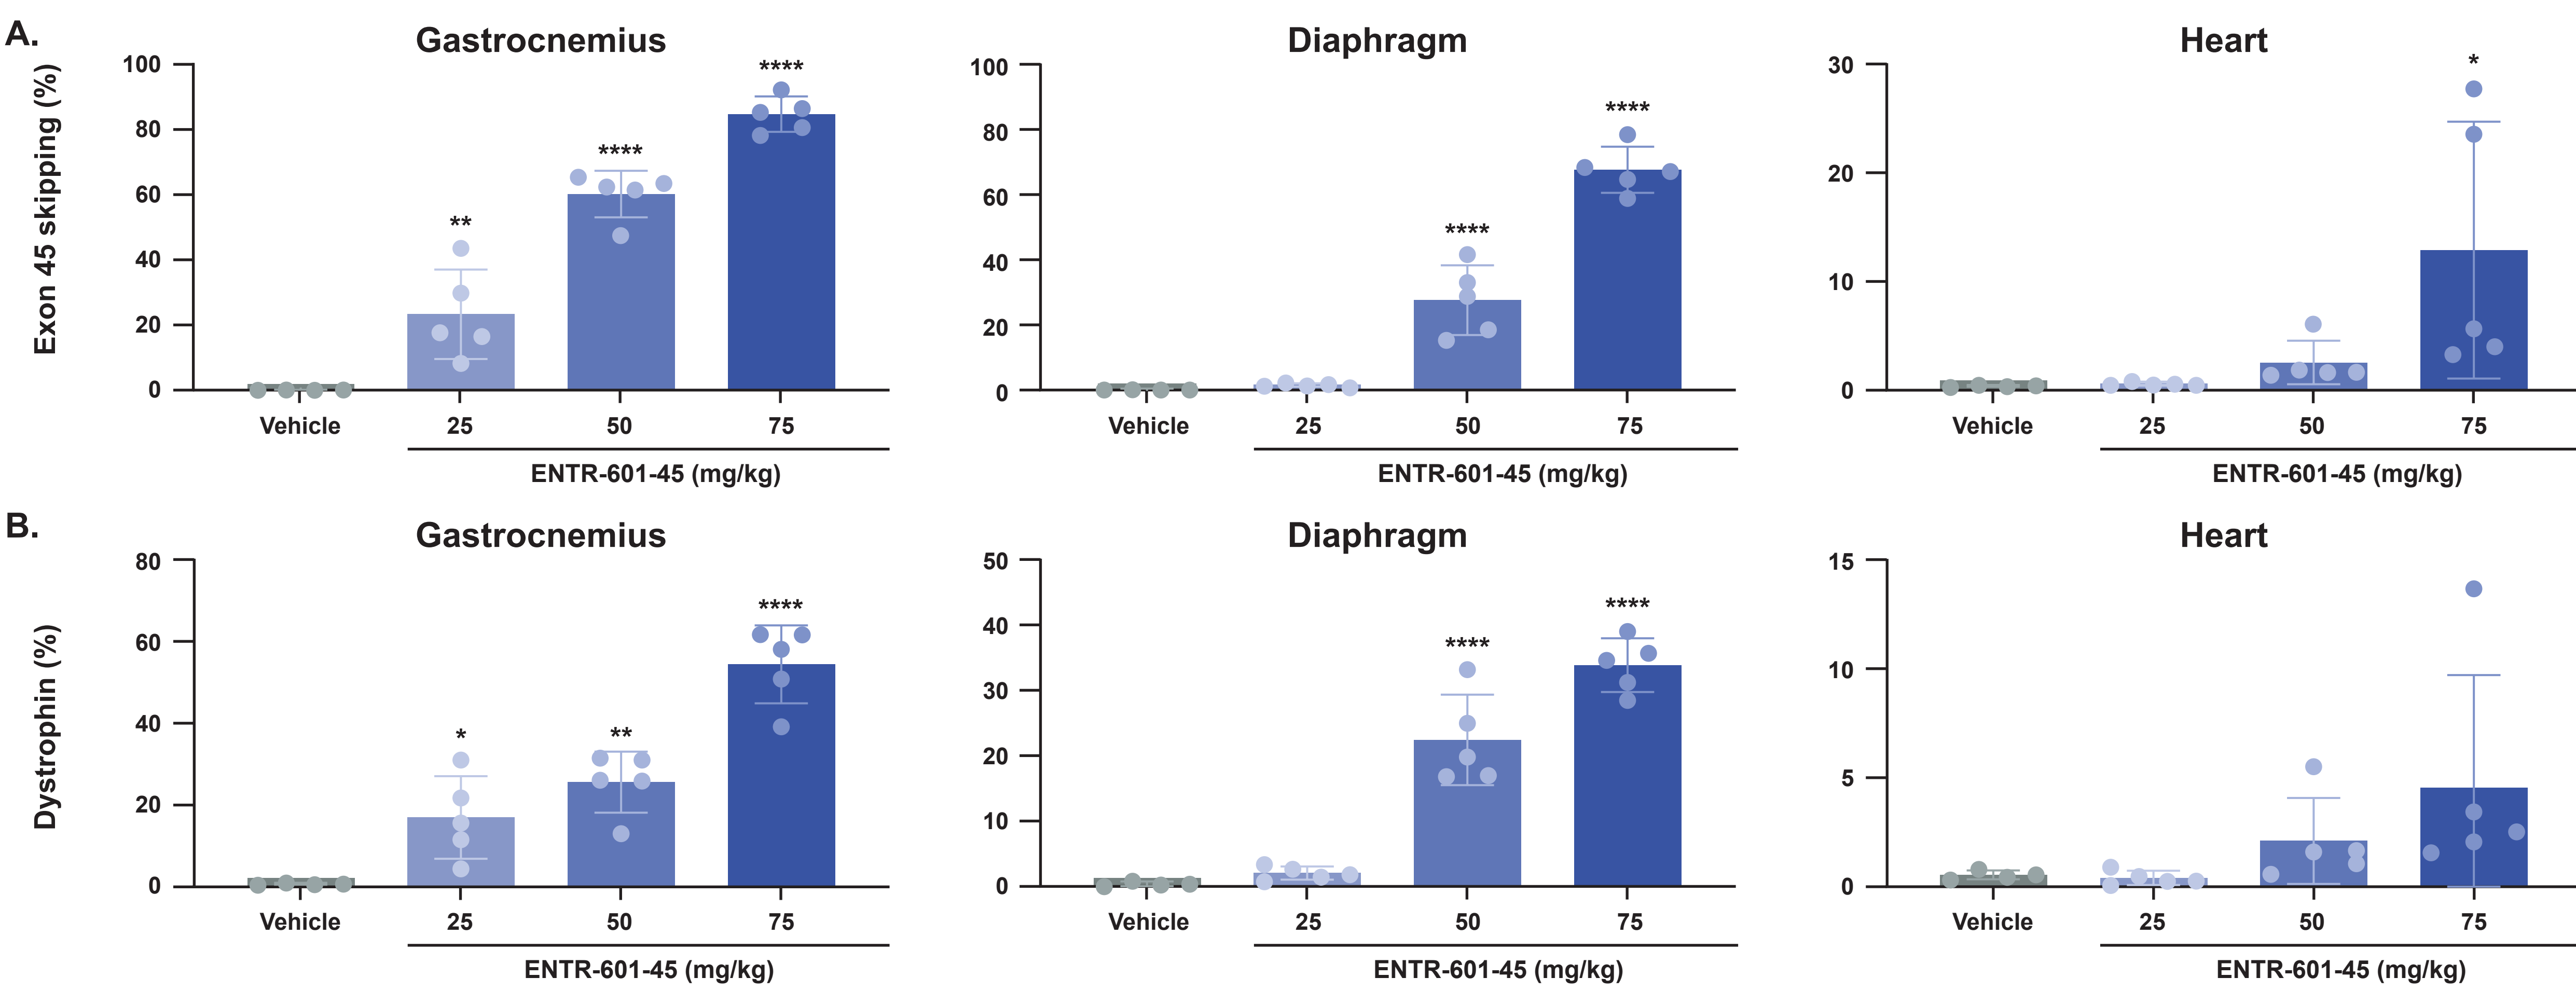 A.
Gastrocnemius
Diaphragm
Heart
Exon 45 skipping (%)
100
80
60
40
20
0
**
****
****
Vehicle
25
50
75
ENTR-601-45 (mg/kg)
100
80
60
40
20
0
****
****
Vehicle
25
50
75
ENTR-601-45 (mg/kg)
30
20
10
0
*
Vehicle
25
50
75
ENTR-601-45 (mg/kg)
B.
Gastrocnemius
Diaphragm
Heart
Dystrophin (%)
80
60
40
20
0
*
**
****
Vehicle
25
50
75
ENTR-601-45 (mg/kg)
50
40
30
20
10
0
****
****
Vehicle
25
50
75
ENTR-601-45 (mg/kg)
15
10
5
0
Vehicle
25
50
75
ENTR-601-45 (mg/kg)